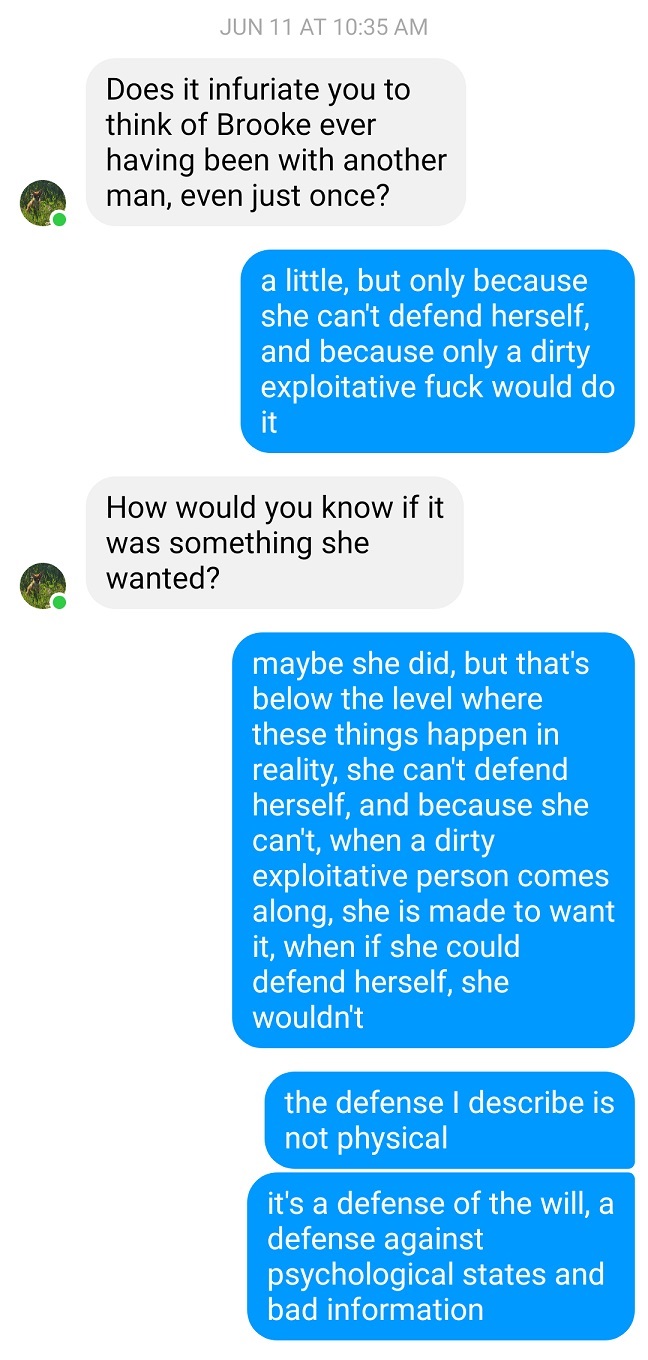 JUN 11 AT 10:35 AM
Does it infuriate you to
think of Brooke ever
having been with another
man, even just once?
a little, but only because
she can't defend herself,
and because only a dirty
exploitative fuck would do
it
How would you know if it
was something she
wanted?
maybe she did, but that's
below the level where
these things happen in
reality, she can't defend
herself, and because she
can't, when a dirty
exploitative person comes
along, she is made to want
it, when if she could
defend herself, she
wouldn't
the defense I describe is
not physical
it's a defense of the will, a
defense against
psychological states and
bad information